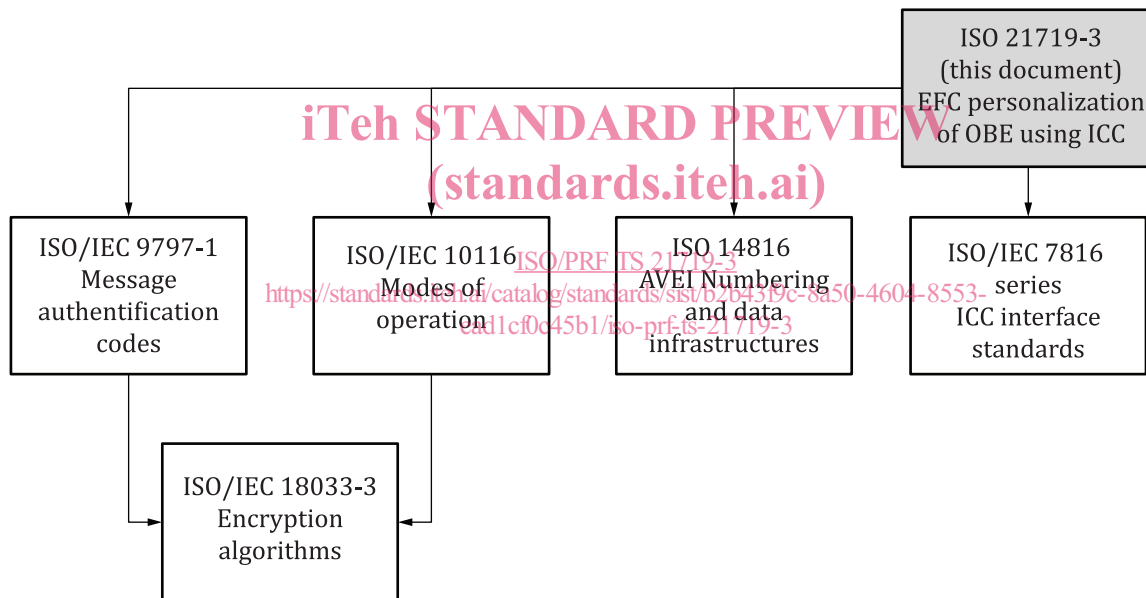 ISO 21719-3
(this document)
EFC personalization
of OBE using ICC
iTeh STANDARD PREVIEW
(standards.iteh.ai)
ISO/IEC 9797-1
Message
authentification
codes
ISO/IEC 10116
Modes of
operation
ISO 14816
AVEI Numbering
and data
infrastructures
ISO/IEC 7816
series
ICC interface
standards
ISO/PRF TS 21719-3
https://standards.iteh.ai/catalog/standards/sist/b2b43f9c-8a50-4604-8553-
ead1cf0c45b1/iso-prf-ts-21719-3
ISO/IEC 18033-3
Encryption
algorithms